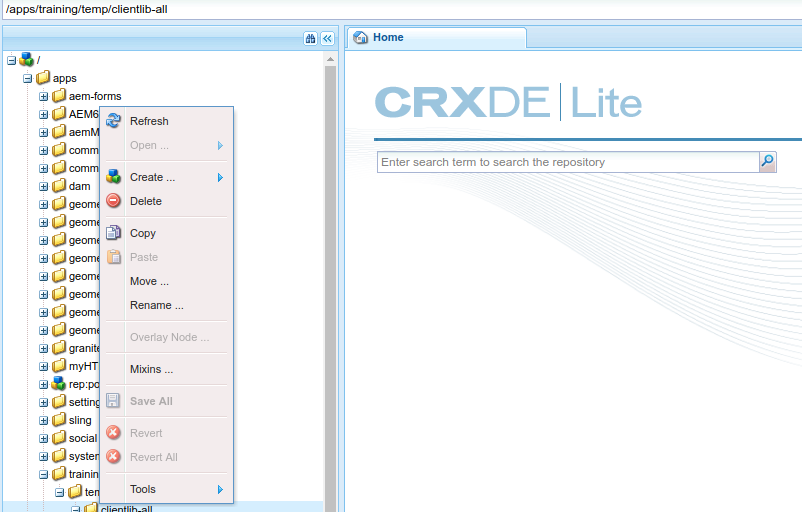 /apps/training/temp/clientlib-all
Home
/
apps
aem-forms
AEM6
aemM
comm
comm
dam
geome
geome
geome
geome
geome
geome
geome
geome
granite
myHT
rep:po
setting
sling
social
system
training
tem
clientlib-all
Refresh
Open ...
Create ...
Delete
Copy
Paste
Move ...
Rename ...
Overlay Node ...
Mixins ...
Save All
Revert
Revert All
Tools
CRXDE Lite
Enter search term to search the repository